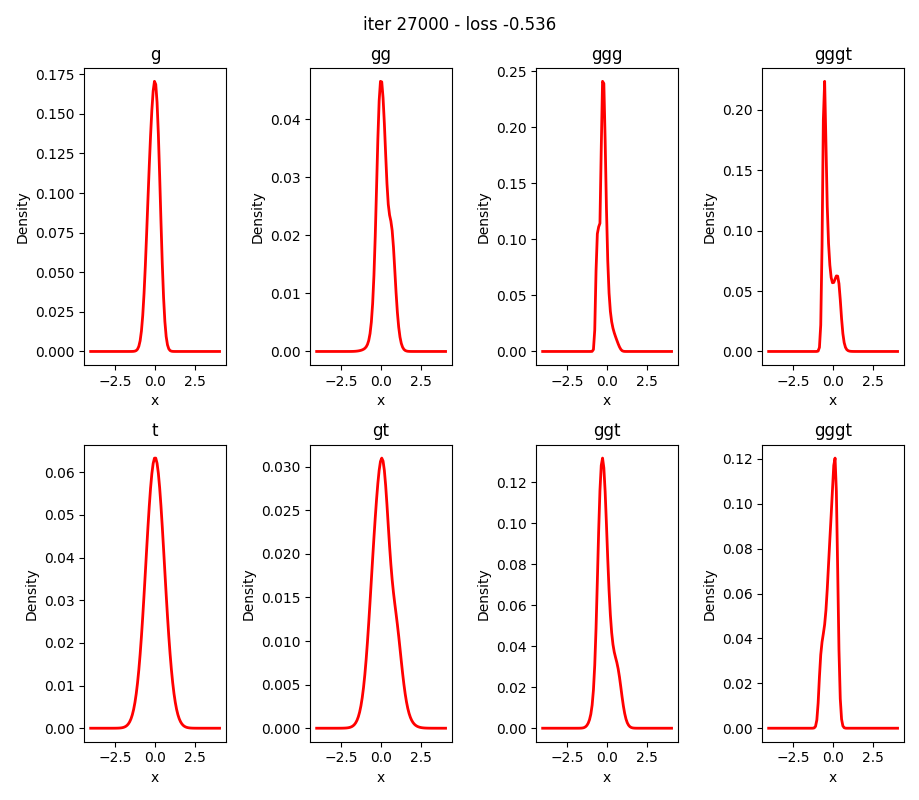 iter 27000 - loss -0.536
g
gg
ggg
gggt
0.175
0.150
0.125
0.100
0.075
0.050
0.025
0.000
Density
−2.5 0.0 2.5
x
0.04
0.03
0.02
0.01
0.00
Density
−2.5 0.0 2.5
x
0.25
0.20
0.15
0.10
0.05
0.00
Density
−2.5 0.0 2.5
x
0.20
0.15
0.10
0.05
0.00
Density
−2.5 0.0 2.5
x
t
gt
ggt
gggt
0.06
0.05
0.04
0.03
0.02
0.01
0.00
Density
−2.5 0.0 2.5
x
0.030
0.025
0.020
0.015
0.010
0.005
0.000
Density
−2.5 0.0 2.5
x
0.12
0.10
0.08
0.06
0.04
0.02
0.00
Density
−2.5 0.0 2.5
x
0.12
0.10
0.08
0.06
0.04
0.02
0.00
Density
−2.5 0.0 2.5
x